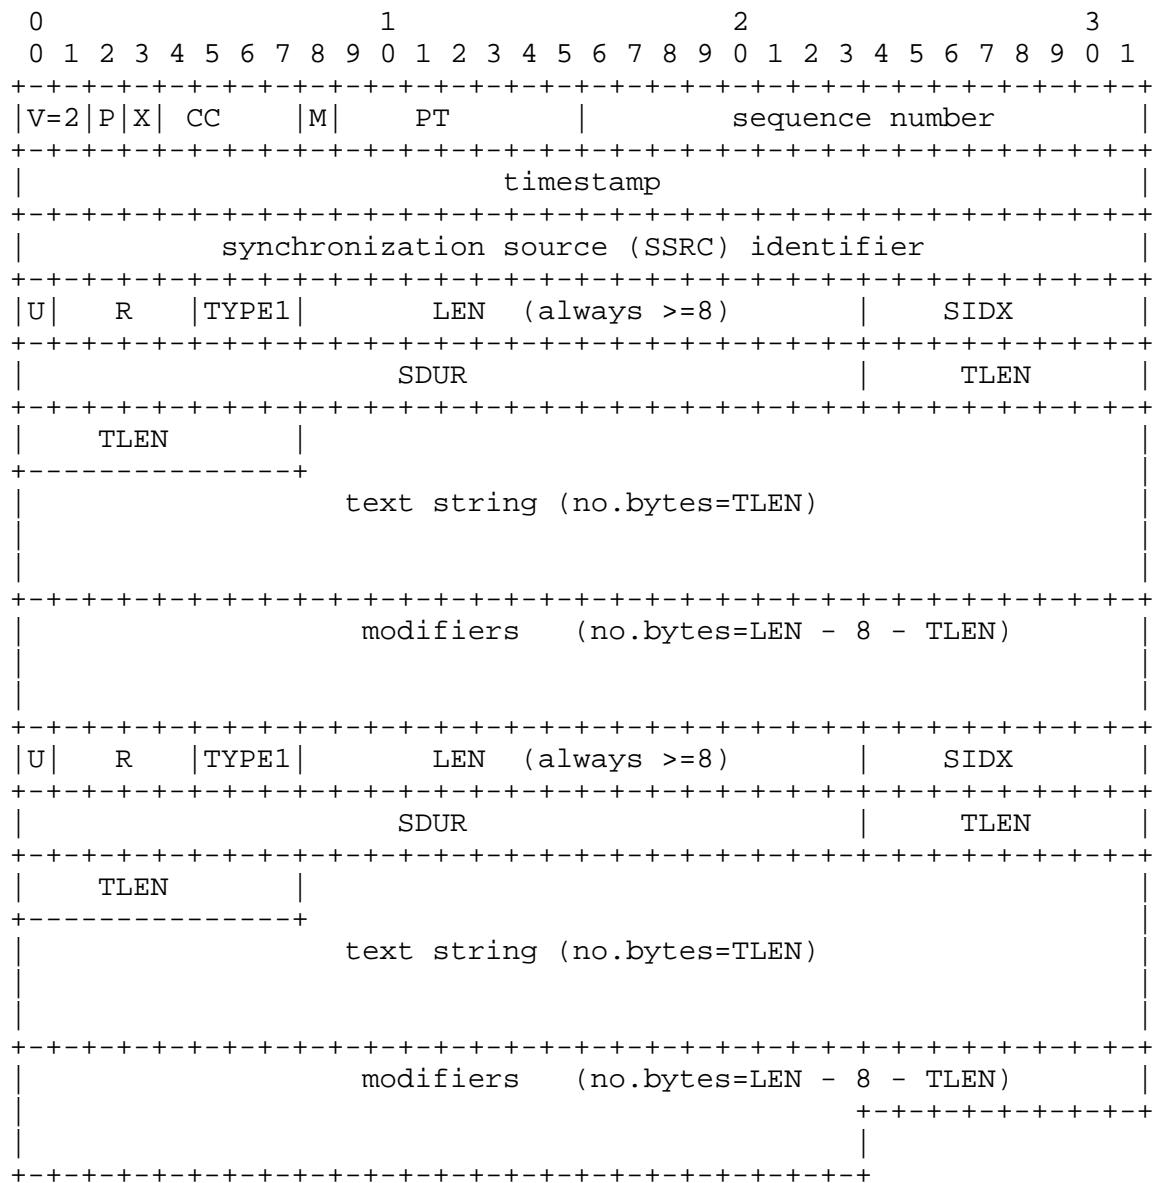 0                   1                   2                   3
 0 1 2 3 4 5 6 7 8 9 0 1 2 3 4 5 6 7 8 9 0 1 2 3 4 5 6 7 8 9 0 1
+-+-+-+-+-+-+-+-+-+-+-+-+-+-+-+-+-+-+-+-+-+-+-+-+-+-+-+-+-+-+-+-+
|V=2|P|X| CC    |M|    PT       |        sequence number        |
+-+-+-+-+-+-+-+-+-+-+-+-+-+-+-+-+-+-+-+-+-+-+-+-+-+-+-+-+-+-+-+-+
|                           timestamp                           |
+-+-+-+-+-+-+-+-+-+-+-+-+-+-+-+-+-+-+-+-+-+-+-+-+-+-+-+-+-+-+-+-+
|           synchronization source (SSRC) identifier            |
+-+-+-+-+-+-+-+-+-+-+-+-+-+-+-+-+-+-+-+-+-+-+-+-+-+-+-+-+-+-+-+-+
|U|   R   |TYPE1|       LEN  (always >=8)       |    SIDX       |
+-+-+-+-+-+-+-+-+-+-+-+-+-+-+-+-+-+-+-+-+-+-+-+-+-+-+-+-+-+-+-+-+
|                     SDUR                      |     TLEN      |
+-+-+-+-+-+-+-+-+-+-+-+-+-+-+-+-+-+-+-+-+-+-+-+-+-+-+-+-+-+-+-+-+
|    TLEN       |                                               |
+---------------+                                               |
|                  text string (no.bytes=TLEN)                  |
|                                                               |
|                                                               |
+-+-+-+-+-+-+-+-+-+-+-+-+-+-+-+-+-+-+-+-+-+-+-+-+-+-+-+-+-+-+-+-+
|                   modifiers   (no.bytes=LEN - 8 - TLEN)       |
|                                                               |
|                                                               |
+-+-+-+-+-+-+-+-+-+-+-+-+-+-+-+-+-+-+-+-+-+-+-+-+-+-+-+-+-+-+-+-+
|U|   R   |TYPE1|       LEN  (always >=8)       |    SIDX       |
+-+-+-+-+-+-+-+-+-+-+-+-+-+-+-+-+-+-+-+-+-+-+-+-+-+-+-+-+-+-+-+-+
|                     SDUR                      |     TLEN      |
+-+-+-+-+-+-+-+-+-+-+-+-+-+-+-+-+-+-+-+-+-+-+-+-+-+-+-+-+-+-+-+-+
|    TLEN       |                                               |
+---------------+                                               |
|                  text string (no.bytes=TLEN)                  |
|                                                               |
|                                                               |
+-+-+-+-+-+-+-+-+-+-+-+-+-+-+-+-+-+-+-+-+-+-+-+-+-+-+-+-+-+-+-+-+
|                   modifiers   (no.bytes=LEN - 8 - TLEN)       |
|                                               +-+-+-+-+-+-+-+-+
|                                               |
+-+-+-+-+-+-+-+-+-+-+-+-+-+-+-+-+-+-+-+-+-+-+-+-+